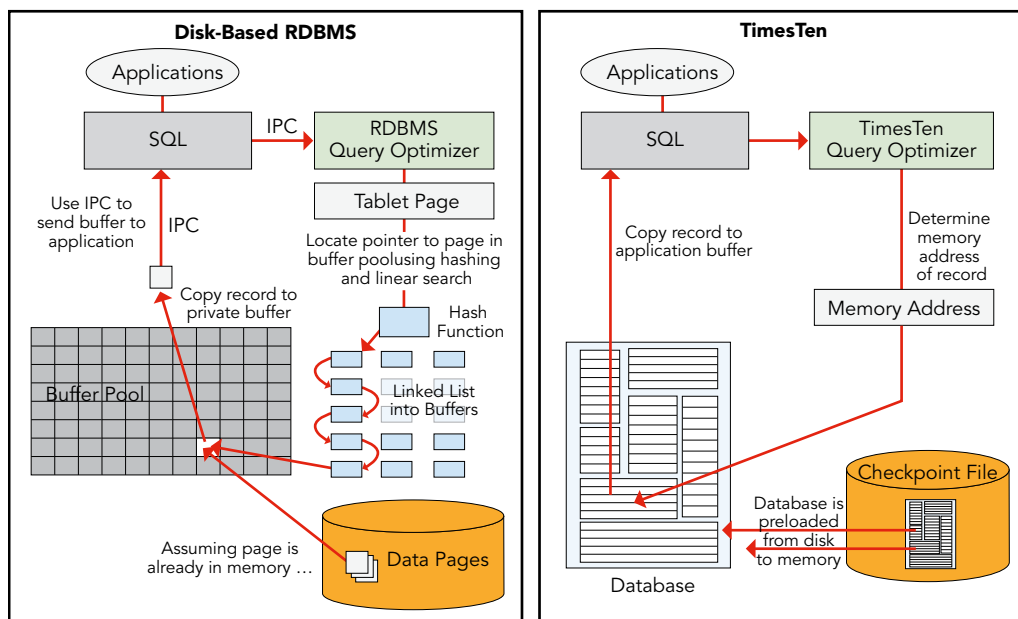 Disk-Based RDBMS
Applications
SQL
IPC
RDBMS
Query Optimizer
Tablet Page
Use IPC to
send buffer to
application
IPC
Locate pointer to page in
buffer poolusing hashing
and linear search
Copy record to
private buffer
Hash
Function
Buffer Pool
Linked List
into Buffers
Assuming page is
already in memory ...
Data Pages
TimesTen
Applications
SQL
TimesTen
Query Optimizer
Copy record to
application buffer
Determine
memory
address
of record
Memory Address
Checkpoint File
Database is
preloaded
from disk
to memory
Database